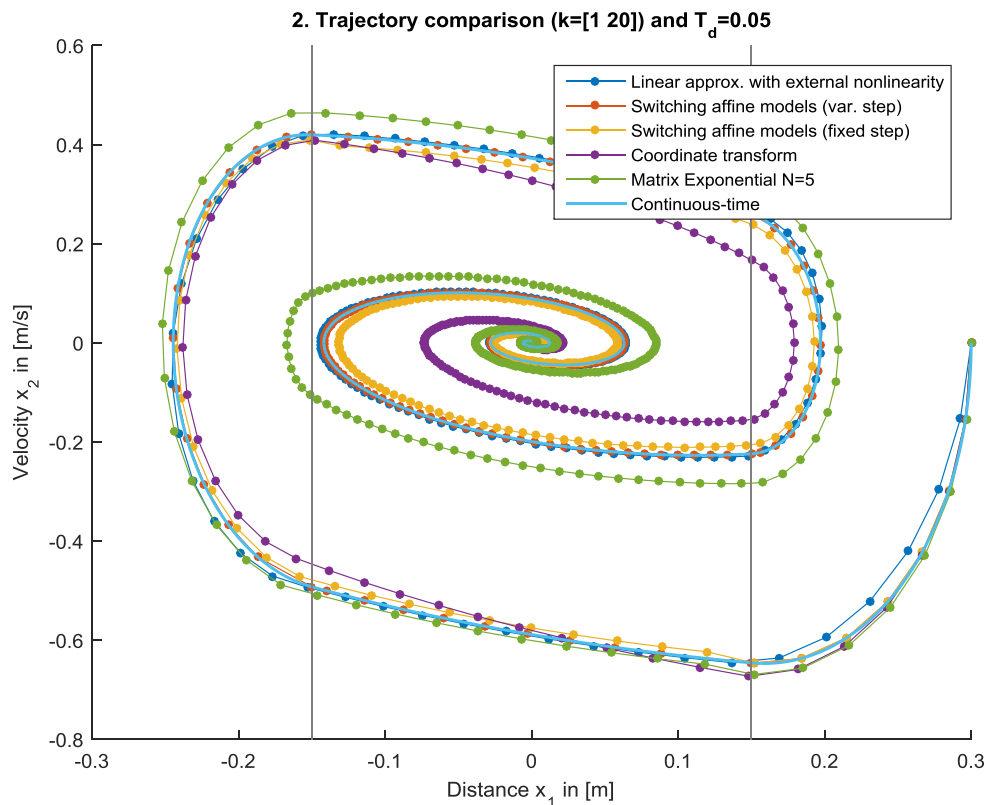 2. Trajectory comparison (k=[1 20]) and T_d=0.05
0.6
0.4
0.2
0
-0.2
-0.4
-0.6
-0.8
Velocity x_2 in [m/s]
Linear approx. with external nonlinearity
Switching affine models (var. step)
Switching affine models (fixed step)
Coordinate transform
Matrix Exponential N=5
Continuous-time
-0.3 -0.2 -0.1 0 0.1 0.2 0.3
Distance x_1 in [m]